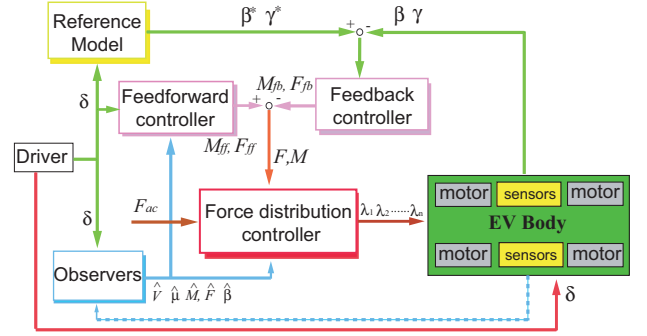 Reference Model
β* γ*
+ -
β γ
δ
Feedforward controller
M_fb, F_fb
+ -
Feedback controller
M_ff, F_ff
F,M
Driver
δ
F_ac
Force distribution controller
λ₁ λ₂ ...... λₙ
motor sensors motor
EV Body
motor sensors motor
Observers
V̂ μ̂ M̂, F̂ β̂
δ